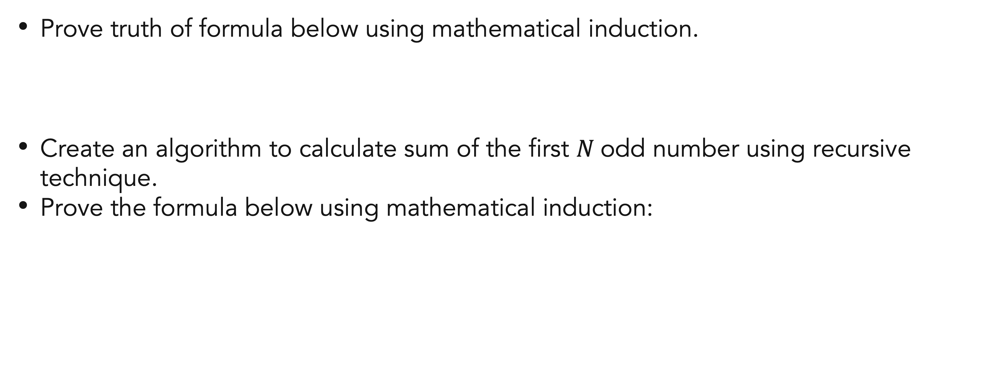 • Prove truth of formula below using mathematical induction.
• Create an algorithm to calculate sum of the first N odd number using recursive
technique.
• Prove the formula below using mathematical induction: